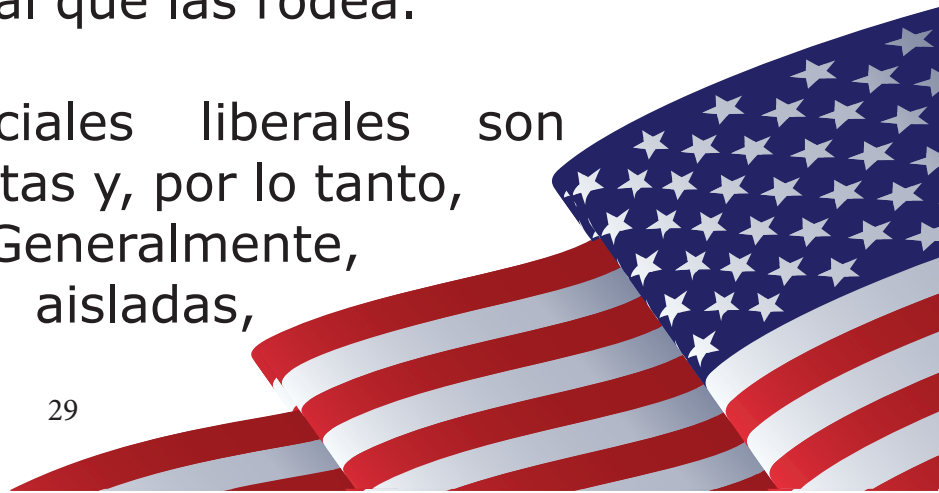 al que las rodea.
ciales liberales son
tas y, por lo tanto,
Generalmente,
aisladas,
29